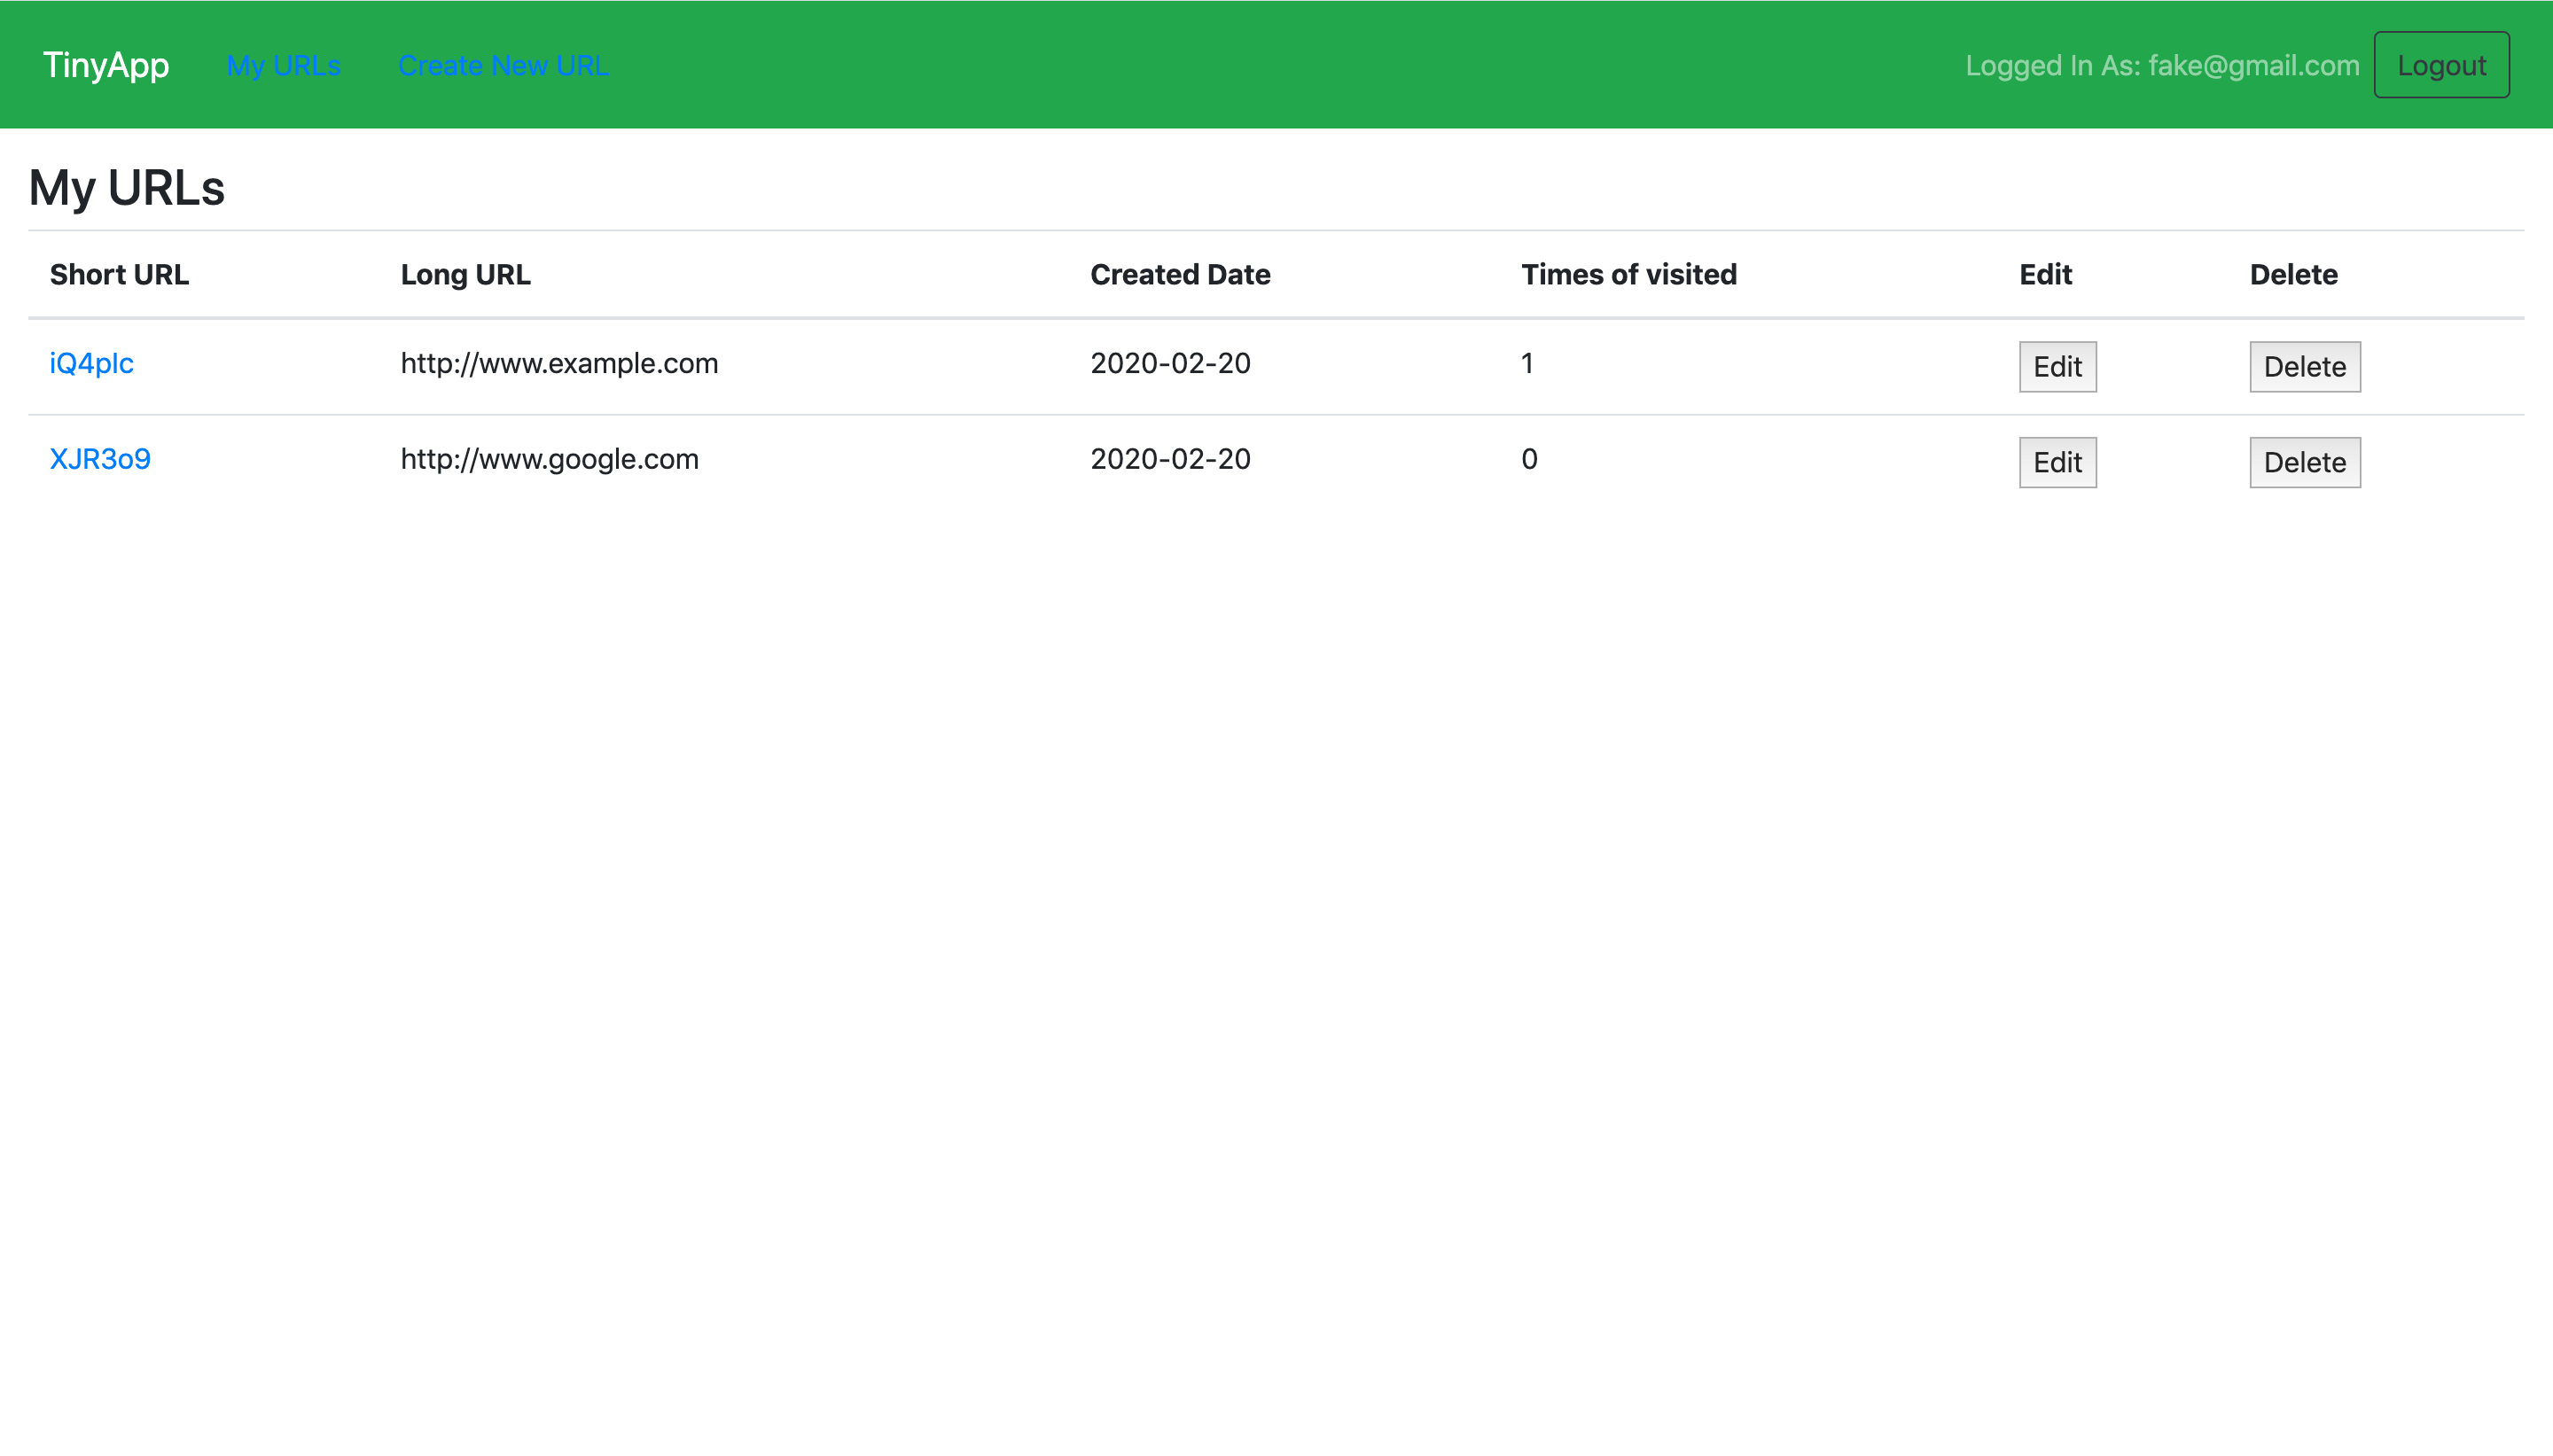 TinyApp My URLs Create New URL Logged In As: fake@gmail.com Logout
My URLs
Short URL Long URL Created Date Times of visited Edit Delete
iQ4plc http://www.example.com 2020-02-20 1 Edit Delete
XJR3o9 http://www.google.com 2020-02-20 0 Edit Delete